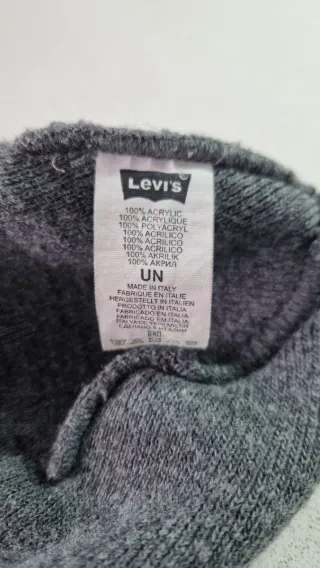 Levi's
100% ACRYLIC
100% ACRYLIQUE
100% POLYACRYL
100% ACRILICO
100% ACRILICO
100% ACRILICO
100% AKRILIK
100% АКРИЛ
UN
MADE IN ITALY
FABRIQUE EN ITALIE
HERGESTELLT IN ITALIEN
PRODOTTO IN ITALIA
FABRICADO EN ITALIA
FABRICADO EM ITALIA